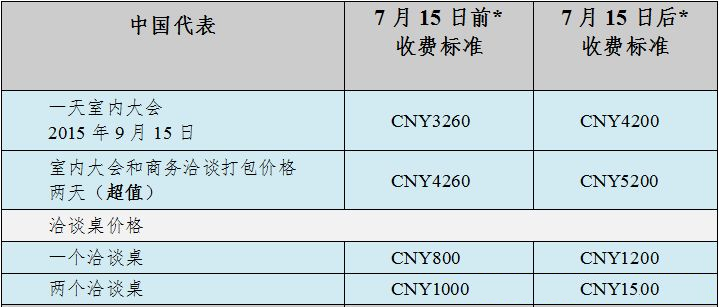 中国代表
7 月 15 日前*
收费标准
7 月 15 日后*
收费标准
一天室内大会
2015 年 9 月 15 日
CNY3260
CNY4200
室内大会和商务洽谈打包价格
两天（超值）
CNY4260
CNY5200
洽谈桌价格
一个洽谈桌
CNY800
CNY1200
两个洽谈桌
CNY1000
CNY1500